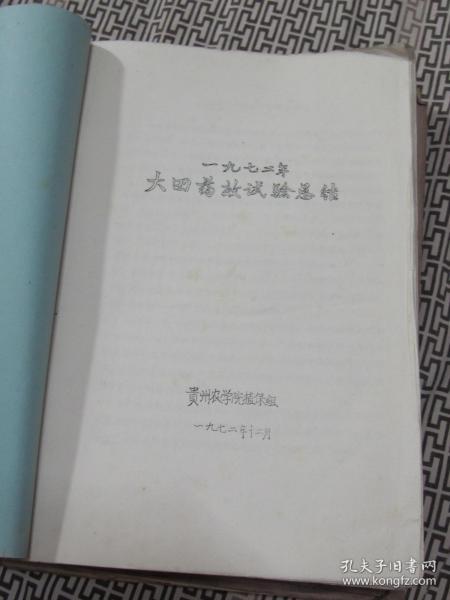 一九七二年
大田药效试验总结
贵州农学院植保组
一九七二年十二月
孔夫子旧书网
www.kongfz.com